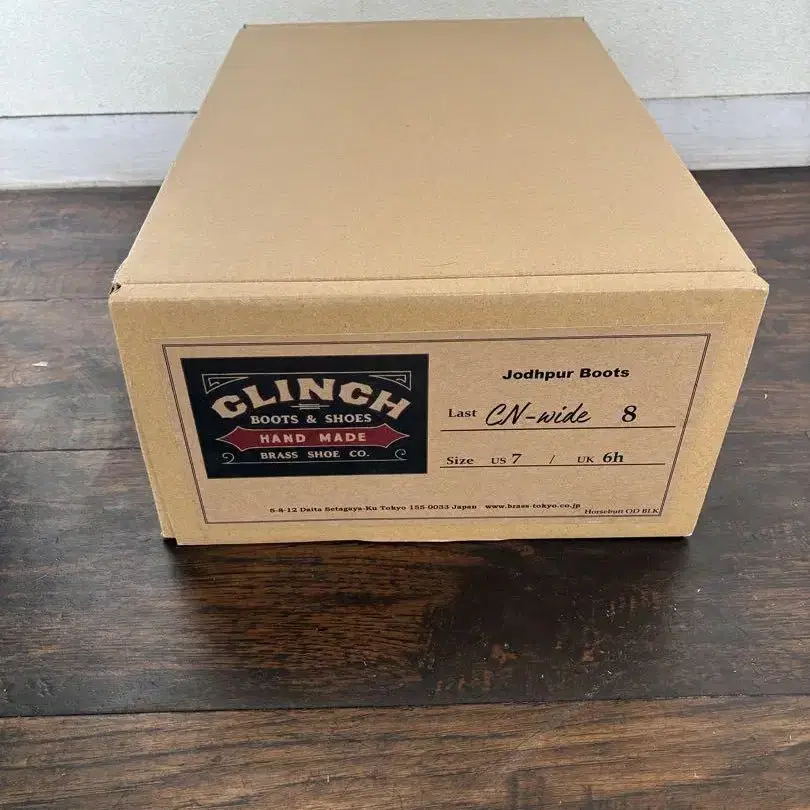 CLINCH
BOOTS & SHOES
HAND MADE
BRASS SHOE CO.
Jodhpur Boots
Last CN-wide 8
Size US 7 / UK 6h
5-8-12 Daita Setagaya-Ku Tokyo 155-0033 Japan www.brass-tokyo.co.jp
Horsebutt OD BLK